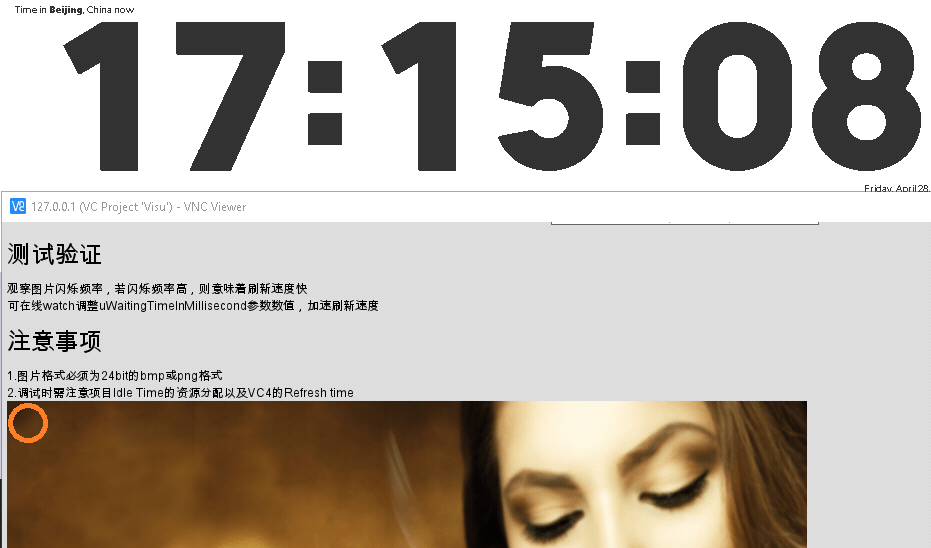 Time in Beijing, China now
17:15:08
Friday, April 28,
V2 127.0.0.1 (VC Project 'Visu') - VNC Viewer
测试验证
观察图片闪烁频率，若闪烁频率高，则意味着刷新速度快
可在线watch调整uWaitingTimeInMillisecond参数数值，加速刷新速度
注意事项
1.图片格式必须为24bit的bmp或png格式
2.调试时需注意项目Idle Time的资源分配以及VC4的Refresh time